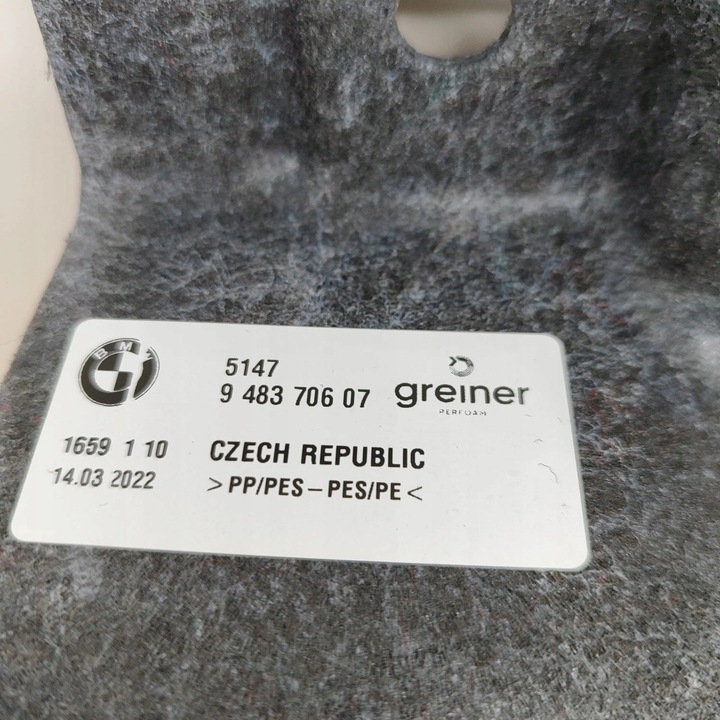 BMW
5147
9 483 706 07
greiner
PERFOAM
1659 1 10
CZECH REPUBLIC
14.03 2022
>PP/PES–PES/PE<